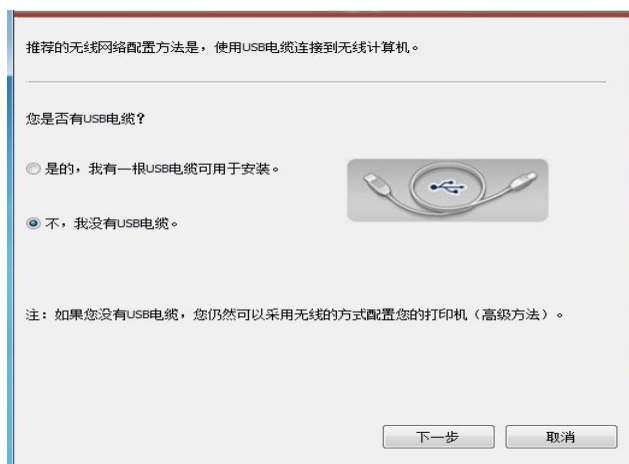 推荐的无线网络配置方法是，使用USB电缆连接到无线计算机。
您是否有USB电缆？
是的，我有一根USB电缆可用于安装。
不，我没有USB电缆。
注：如果您没有USB电缆，您仍然可以采用无线的方式配置您的打印机（高级方法）。
下一步
取消